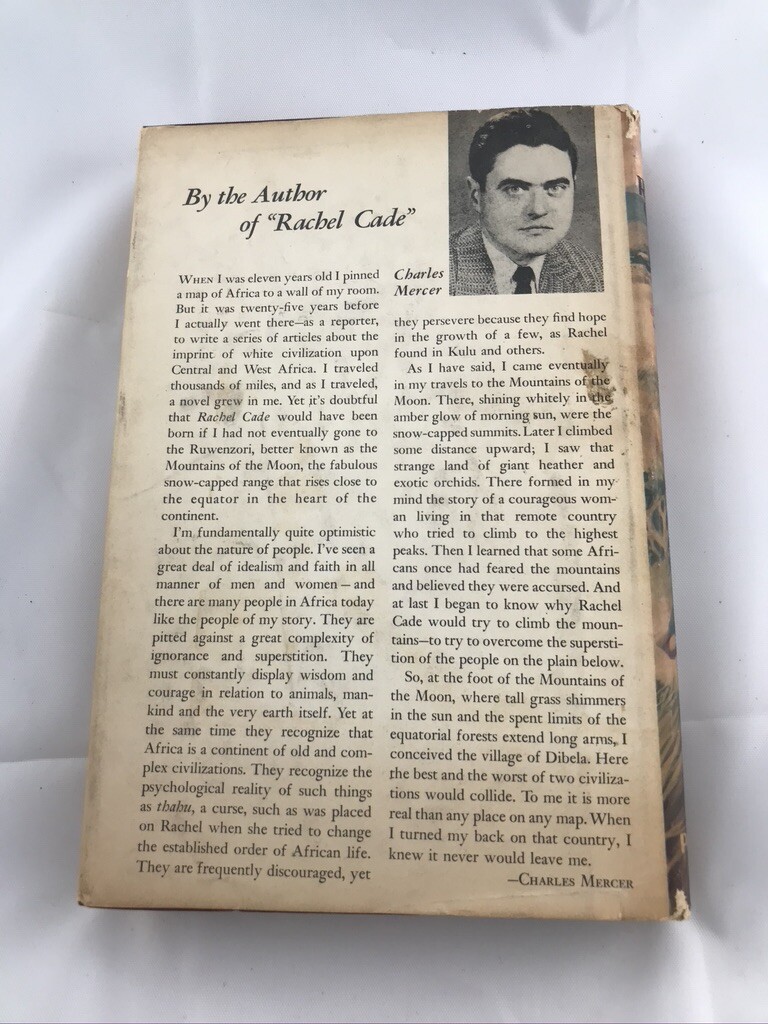 By the Author
of "Rachel Cade"
WHEN I was eleven years old I pinned
a map of Africa to a wall of my room.
But it was twenty-five years before
I actually went there—as a reporter,
to write a series of articles about the
imprint of white civilization upon
Central and West Africa. I traveled
thousands of miles, and as I traveled,
a novel grew in me. Yet it's doubtful
that Rachel Cade would have been
born if I had not eventually gone to
the Ruwenzori, better known as the
Mountains of the Moon, the fabulous
snow-capped range that rises close to
the equator in the heart of the
continent.
I'm fundamentally quite optimistic
about the nature of people. I've seen a
great deal of idealism and faith in all
manner of men and women—and
there are many people in Africa today
like the people of my story. They are
pitted against a great complexity of
ignorance and superstition. They
must constantly display wisdom and
courage in relation to animals, man-
kind and the very earth itself. Yet at
the same time they recognize that
Africa is a continent of old and com-
plex civilizations. They recognize the
psychological reality of such things
as thahu, a curse, such as was placed
on Rachel when she tried to change
the established order of African life.
They are frequently discouraged, yet
Charles
Mercer
they persevere because they find hope
in the growth of a few, as Rachel
found in Kulu and others.
As I have said, I came eventually
in my travels to the Mountains of the
Moon. There, shining whitely in the
amber glow of morning sun, were the
snow-capped summits. Later I climbed
some distance upward; I saw that
strange land of giant heather and
exotic orchids. There formed in my
mind the story of a courageous wom-
an living in that remote country
who tried to climb to the highest
peaks. Then I learned that some Afri-
cans once had feared the mountains
and believed they were accursed. And
at last I began to know why Rachel
Cade would try to climb the moun-
tains—to try to overcome the supersti-
tion of the people on the plain below.
So, at the foot of the Mountains of
the Moon, where tall grass shimmers
in the sun and the spent limits of the
equatorial forests extend long arms, I
conceived the village of Dibela. Here
the best and the worst of two civiliza-
tions would collide. To me it is more
real than any place on any map. When
I turned my back on that country, I
knew it never would leave me.
—CHARLES MERCER